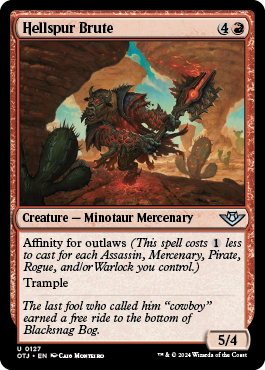 Hellspur Brute 4
Creature — Minotaur Mercenary
Affinity for outlaws (This spell costs 1 less
to cast for each Assassin, Mercenary, Pirate,
Rogue, and/or Warlock you control.)
Trample
The last fool who called him “cowboy”
earned a free ride to the bottom of
Blacksnag Bog.
5/4
U 0127
OTJ • EN Caio Monteiro
™ & © 2024 Wizards of the Coast